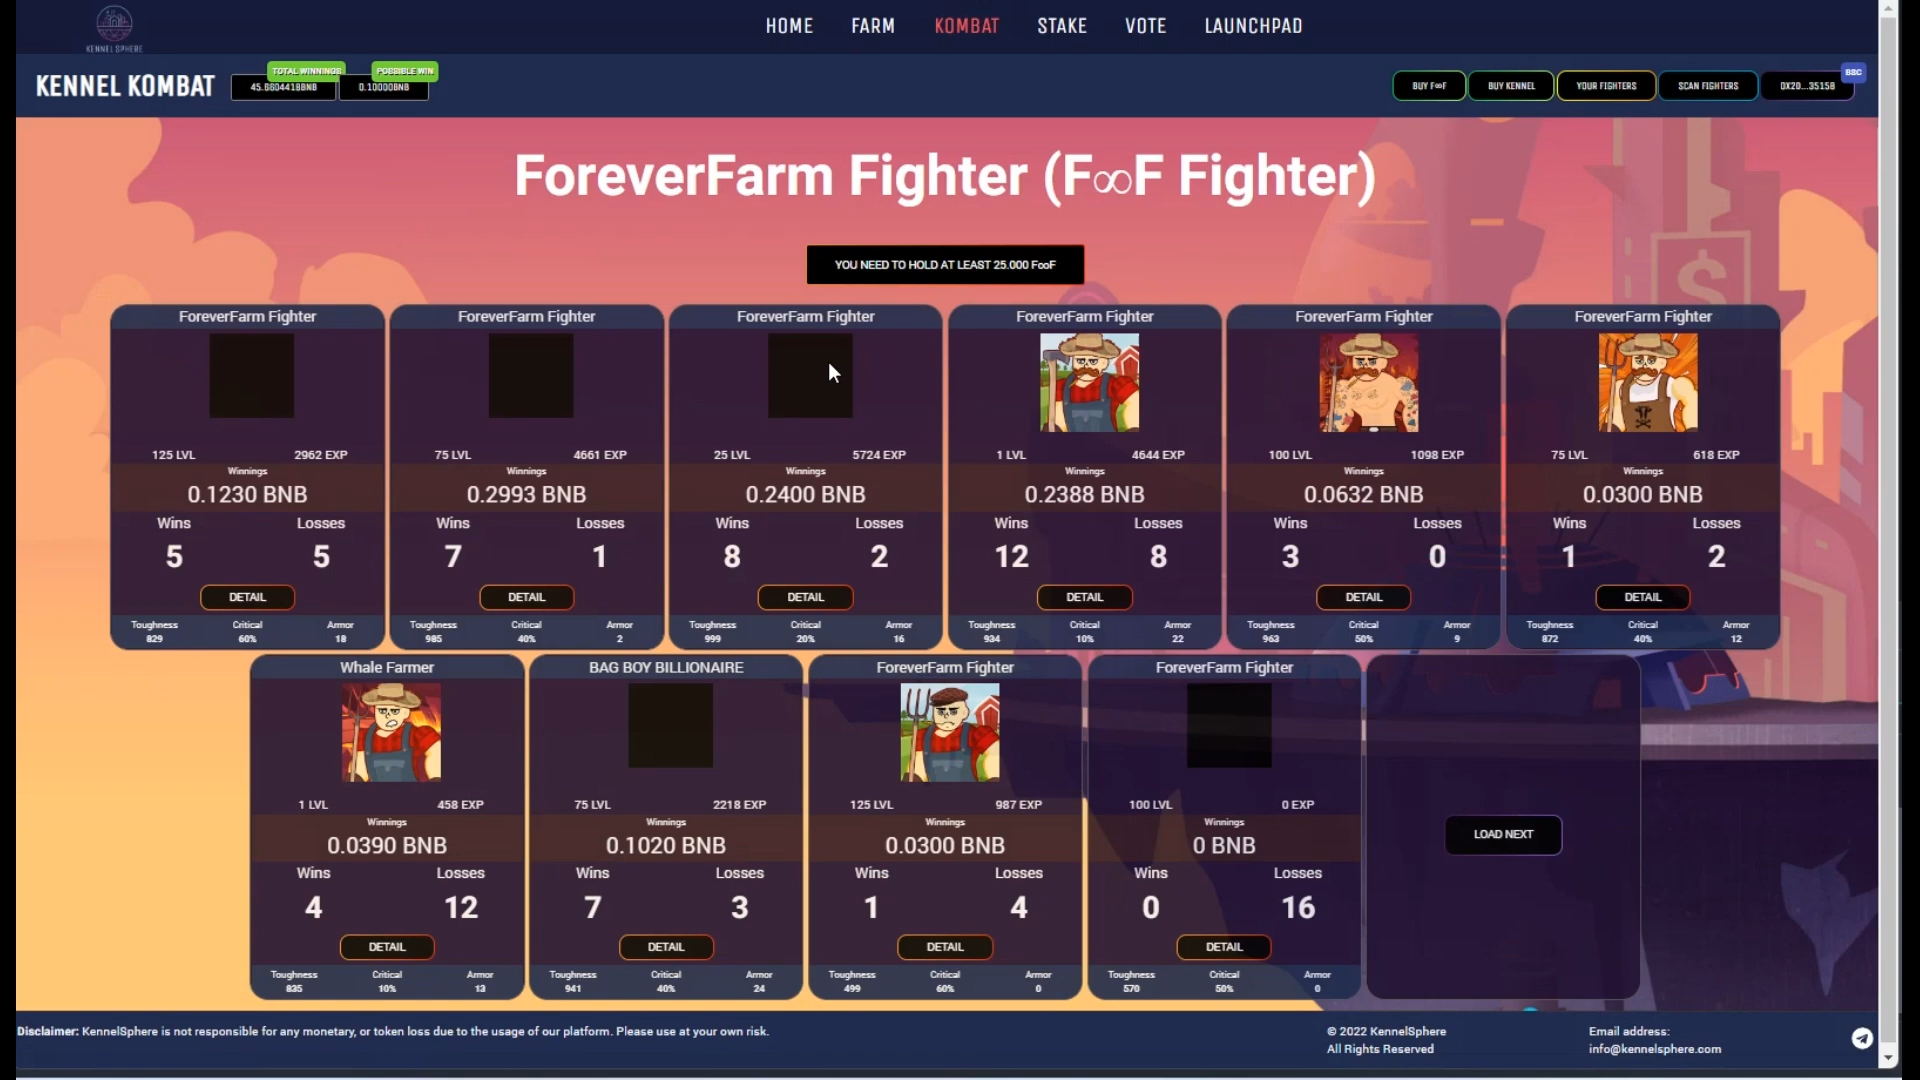 KENNEL SPHERE
HOME FARM KOMBAT STAKE VOTE LAUNCHPAD
KENNEL KOMBAT
TOTAL WINNINGS POSSIBLE WIN
0.10000BNB
BUY F∞F BUY KENNEL YOUR FIGHTERS SCAN FIGHTERS 0X20...3515B
BSC
ForeverFarm Fighter (F∞F Fighter)
YOU NEED TO HOLD AT LEAST 25.000 F∞F
ForeverFarm Fighter ForeverFarm Fighter ForeverFarm Fighter ForeverFarm Fighter ForeverFarm Fighter ForeverFarm Fighter
125 LVL 2962 EXP 75 LVL 4661 EXP 25 LVL 5724 EXP 1 LVL 4644 EXP 100 LVL 1098 EXP 75 LVL 618 EXP
Winnings Winnings Winnings Winnings Winnings Winnings
0.1230 BNB 0.2993 BNB 0.2400 BNB 0.2388 BNB 0.0632 BNB 0.0300 BNB
Wins Losses Wins Losses Wins Losses Wins Losses Wins Losses Wins Losses
5 5 7 1 8 2 12 8 3 0 1 2
DETAIL DETAIL DETAIL DETAIL DETAIL DETAIL
Toughness Critical Armor Toughness Critical Armor Toughness Critical Armor Toughness Critical Armor Toughness Critical Armor Toughness Critical Armor
829 60% 18 985 40% 2 999 20% 16 934 10% 22 963 50% 9 872 40% 12
Whale Farmer BAG BOY BILLIONAIRE ForeverFarm Fighter ForeverFarm Fighter
1 LVL 458 EXP 75 LVL 2218 EXP 125 LVL 987 EXP 100 LVL 0 EXP
Winnings Winnings Winnings Winnings
0.0390 BNB 0.1020 BNB 0.0300 BNB 0 BNB
LOAD NEXT
Wins Losses Wins Losses Wins Losses Wins Losses
4 12 7 3 1 4 0 16
DETAIL DETAIL DETAIL DETAIL
Toughness Critical Armor Toughness Critical Armor Toughness Critical Armor Toughness Critical Armor
835 10% 13 941 40% 24 499 60% 0 570 50% 0
Disclaimer: KennelSphere is not responsible for any monetary, or token loss due to the usage of our platform. Please use at your own risk.
© 2022 KennelSphere
All Rights Reserved
Email address:
info@kennelsphere.com